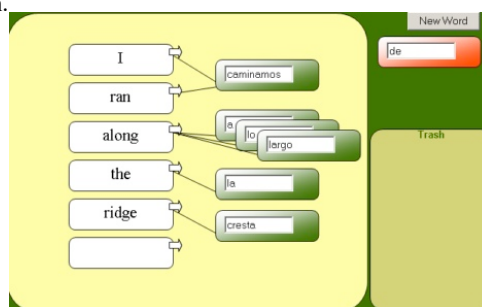 New Word
I
ran
along
the
ridge
caminamos
a
lo
largo
la
cresta
de
Trash